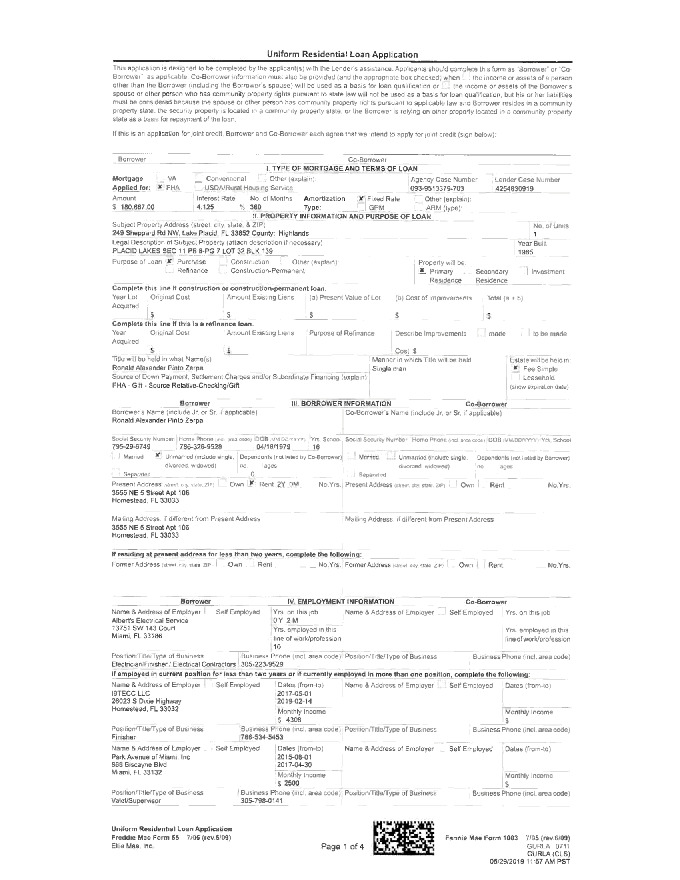 Uniform Residential Loan Application
This application is designed to be completed by the applicant(s) with the Lender's assistance. Applicants should complete this form as "Borrower" or "Co-
Borrower", as applicable. Co-Borrower information must also be provided (and the appropriate box checked) when the income or assets of a person
other than the Borrower (including the Borrower's spouse) will be used as a basis for loan qualification or the income or assets of the Borrower's
spouse or other person who has community property rights pursuant to state law will not be used as a basis for loan qualification, but his or her liabilities
must be considered because the spouse or other person has community property rights pursuant to applicable law and Borrower resides in a community
property state, the security property is located in a community property state, or the Borrower is relying on other property located in a community property
state as a basis for repayment of the loan.
If this is an application for joint credit, Borrower and Co-Borrower each agree that we intend to apply for joint credit (sign below):
Borrower Co-Borrower
I. TYPE OF MORTGAGE AND TERMS OF LOAN
Mortgage VA Conventional Other (explain): Agency Case Number Lender Case Number
Applied for: FHA USDA/Rural Housing Service 4254830919
Amount Interest Rate No. of Months Amortization Fixed Rate Other (explain):
$ 180,667.00 4.125 % 360 Type: GPM ARM (type):
II. PROPERTY INFORMATION AND PURPOSE OF LOAN
Subject Property Address (street, city, state, & ZIP) No. of Units
249 Sheppard Rd NW, Lake Placid, FL 33852 County: Highlands 1
Legal Description of Subject Property (attach description if necessary) Year Built
PLACID LAKES SEC 11 PB 8-PG 7 LOT 32 BLK 139
Purpose of Loan Purchase Construction Other (explain): Property will be:
Refinance Construction-Permanent Primary Residence Secondary Residence Investment
Complete this line if construction or construction-permanent loan.
Year Lot Acquired Original Cost Amount Existing Liens (a) Present Value of Lot (b) Cost of Improvements Total (a + b)
$ $ $ $ $
Complete this line if this is a refinance loan.
Year Acquired Original Cost Amount Existing Liens Purpose of Refinance Describe Improvements made to be made
$ $ Cost: $
Title will be held in what Name(s) Manner in which Title will be held Estate will be held in:
Ronald Alexander Pinto Zerpa Single man Fee Simple
Source of Down Payment, Settlement Charges and/or Subordinate Financing (explain) Leasehold
FHA - Gift - Source Relative-Checking/Gift (show expiration date)
Borrower III. BORROWER INFORMATION Co-Borrower
Borrower's Name (include Jr. or Sr. if applicable) Co-Borrower's Name (include Jr. or Sr. if applicable)
Ronald Alexander Pinto Zerpa
Social Security Number Home Phone (incl. area code) DOB (MM/DD/YYYY) Yrs. School Social Security Number Home Phone (incl. area code) DOB (MM/DD/YYYY) Yrs. School
04/18/1979 16
Married Unmarried (include single, Dependents (not listed by Co-Borrower) Married Unmarried (include single, Dependents (not listed by Borrower)
divorced, widowed) no. ages divorced, widowed) no. ages
Separated 0 Separated
Present Address (street, city, state, ZIP) Own Rent 2Y 0M No. Yrs. Present Address (street, city, state, ZIP) Own Rent No. Yrs.
3555 NE 5 Street Apt 106
Homestead, FL 33033
Mailing Address, if different from Present Address Mailing Address, if different from Present Address
3555 NE 5 Street Apt 106
Homestead, FL 33033
If residing at present address for less than two years, complete the following:
Former Address (street, city, state, ZIP) Own Rent No. Yrs. Former Address (street, city, state, ZIP) Own Rent No. Yrs.
Borrower IV. EMPLOYMENT INFORMATION Co-Borrower
Name & Address of Employer Self Employed Yrs. on this job Name & Address of Employer Self Employed Yrs. on this job
Albert's Electrical Service 0 Y 2 M
13751 SW 143 Court Yrs. employed in this Yrs. employed in this
Miami, FL 33186 line of work/profession line of work/profession
16
Position/Title/Type of Business Business Phone (incl. area code) Position/Title/Type of Business Business Phone (incl. area code)
Electrician/Finisher / Electrical Contractors 305-223-9529
If employed in current position for less than two years or if currently employed in more than one position, complete the following:
Name & Address of Employer Self Employed Dates (from-to) Name & Address of Employer Self Employed Dates (from-to)
2017-05-01
26023 S Dixie Highway 2019-02-14
Homestead, FL 33032 Monthly Income Monthly Income
$ 4308 $
Position/Title/Type of Business Business Phone (incl. area code) Position/Title/Type of Business Business Phone (incl. area code)
Finisher 786-534-5453
Name & Address of Employer Self Employed Dates (from-to) Name & Address of Employer Self Employed Dates (from-to)
Park Avenue of Miami, Inc 2015-08-01
Biscayne Blvd 2017-04-30
Miami, FL 33132 Monthly Income Monthly Income
$ 2500 $
Position/Title/Type of Business Business Phone (incl. area code) Position/Title/Type of Business Business Phone (incl. area code)
Valet/Supervisor 305-798-0141
Uniform Residential Loan Application
Freddie Mac Form 65 7/05 (rev.6/09) Fannie Mae Form 1003 7/05 (rev.6/09)
Ellie Mae, Inc. Page 1 of 4 GURLA 0711
GURLA (CLS)
05/29/2019 11:57 AM PST